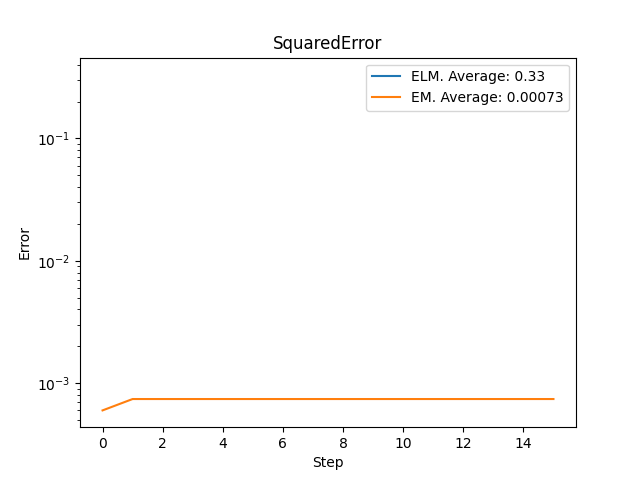 SquaredError
ELM. Average: 0.33
EM. Average: 0.00073
10⁻¹
10⁻²
10⁻³
Error
0 2 4 6 8 10 12 14
Step